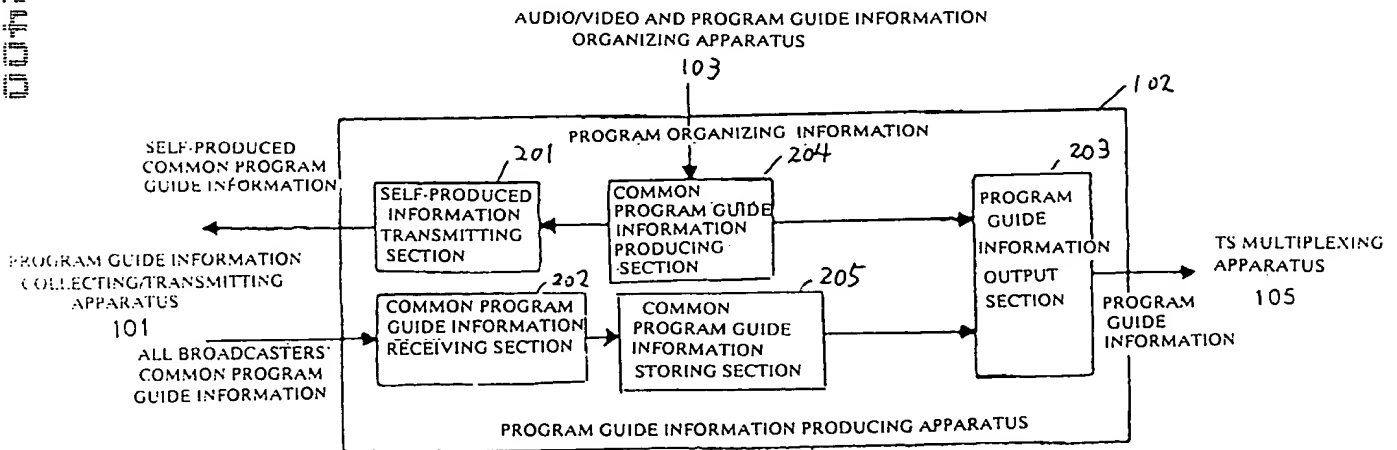 AUDIO/VIDEO AND PROGRAM GUIDE INFORMATION
ORGANIZING APPARATUS
103
102
PROGRAM ORGANIZING INFORMATION
SELF-PRODUCED
COMMON PROGRAM
GUIDE INFORMATION
201
SELF-PRODUCED
INFORMATION
TRANSMITTING
SECTION
204
COMMON
PROGRAM GUIDE
INFORMATION
PRODUCING
SECTION
203
PROGRAM
GUIDE
INFORMATION
OUTPUT
SECTION
PROGRAM GUIDE INFORMATION
COLLECTING/TRANSMITTING
APPARATUS
101
ALL BROADCASTERS'
COMMON PROGRAM
GUIDE INFORMATION
202
COMMON PROGRAM
GUIDE INFORMATION
RECEIVING SECTION
205
COMMON
PROGRAM GUIDE
INFORMATION
STORING SECTION
TS MULTIPLEXING
APPARATUS
105
PROGRAM
GUIDE
INFORMATION
PROGRAM GUIDE INFORMATION PRODUCING APPARATUS